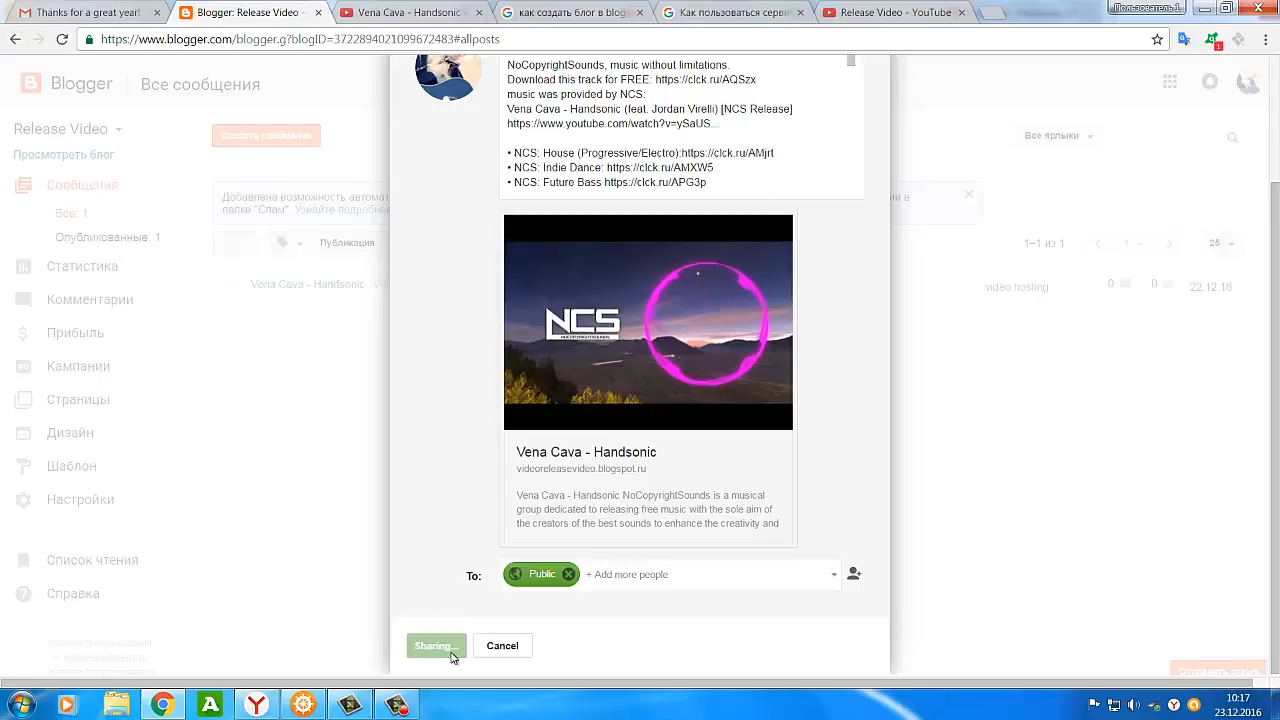 Thanks for a great year!
Blogger: Release Video -
Vena Cava - Handsonic
как создать блог в blog
Как пользоваться серви
Release Video - YouTube
Пользователь 1
https://www.blogger.com/blogger.g?blogID=3722894021099672483#allposts
Blogger
Все сообщения
NoCopyrightSounds, music without limitations.
Download this track for FREE: https://clck.ru/AQSzx
music was provided by NCS:
Vena Cava - Handsonic (feat. Jordan Virelli) [NCS Release]
https://www.youtube.com/watch?v=ySaUS...
• NCS: House (Progressive/Electro):https://clck.ru/AMjrt
• NCS: Indie Dance: https://clck.ru/AMXW5
• NCS: Future Bass https://clck.ru/APG3p
Release Video
Создать сообщение
Все ярлыки
Просмотреть блог
Сообщения
Добавлена возможность автомат
папке "Спам" Узнайте подробнее
ии в
Все: 1
Опубликованные: 1
Публикация
1–1 из 1
1
25
Статистика
Vena Cava - Handsonic
video hosting
0
0
22.12.16
Комментарии
Прибыль
Кампании
Страницы
Дизайн
Шаблон
Настройки
Список чтения
Справка
NCS
NOCOPYRIGHTSOUNDS
Vena Cava - Handsonic
videoreleasevideo.blogspot.ru
Vena Cava - Handsonic NoCopyrightSounds is a musical
group dedicated to releasing free music with the sole aim of
the creators of the best sounds to enhance the creativity and
To:
Public
+ Add more people
Sharing...
Cancel
Отправить отзыв
10:17
23.12.2016